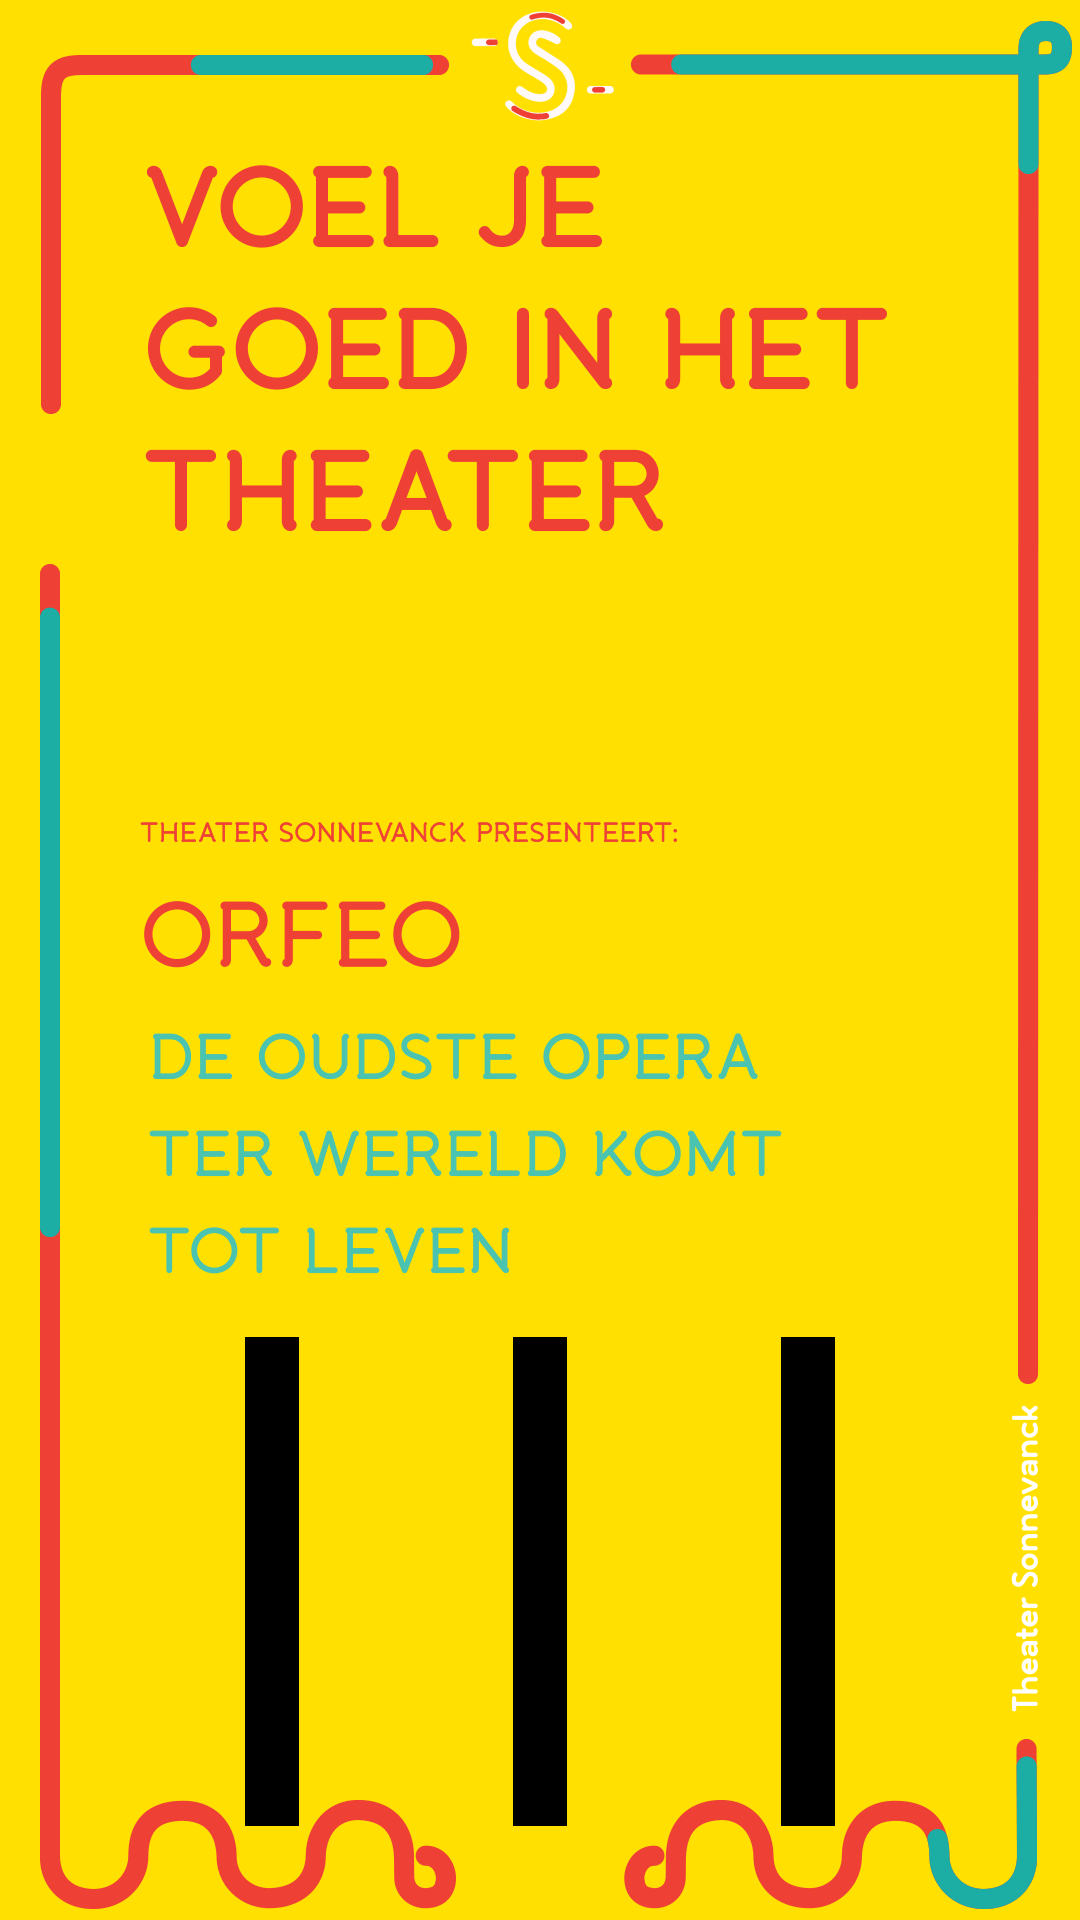 VOEL JE
GOED IN HET
THEATER
THEATER SONNEVANCK PRESENTEERT:
ORFEO
DE OUDSTE OPERA
TER WERELD KOMT
TOT LEVEN
Theater Sonnevanck